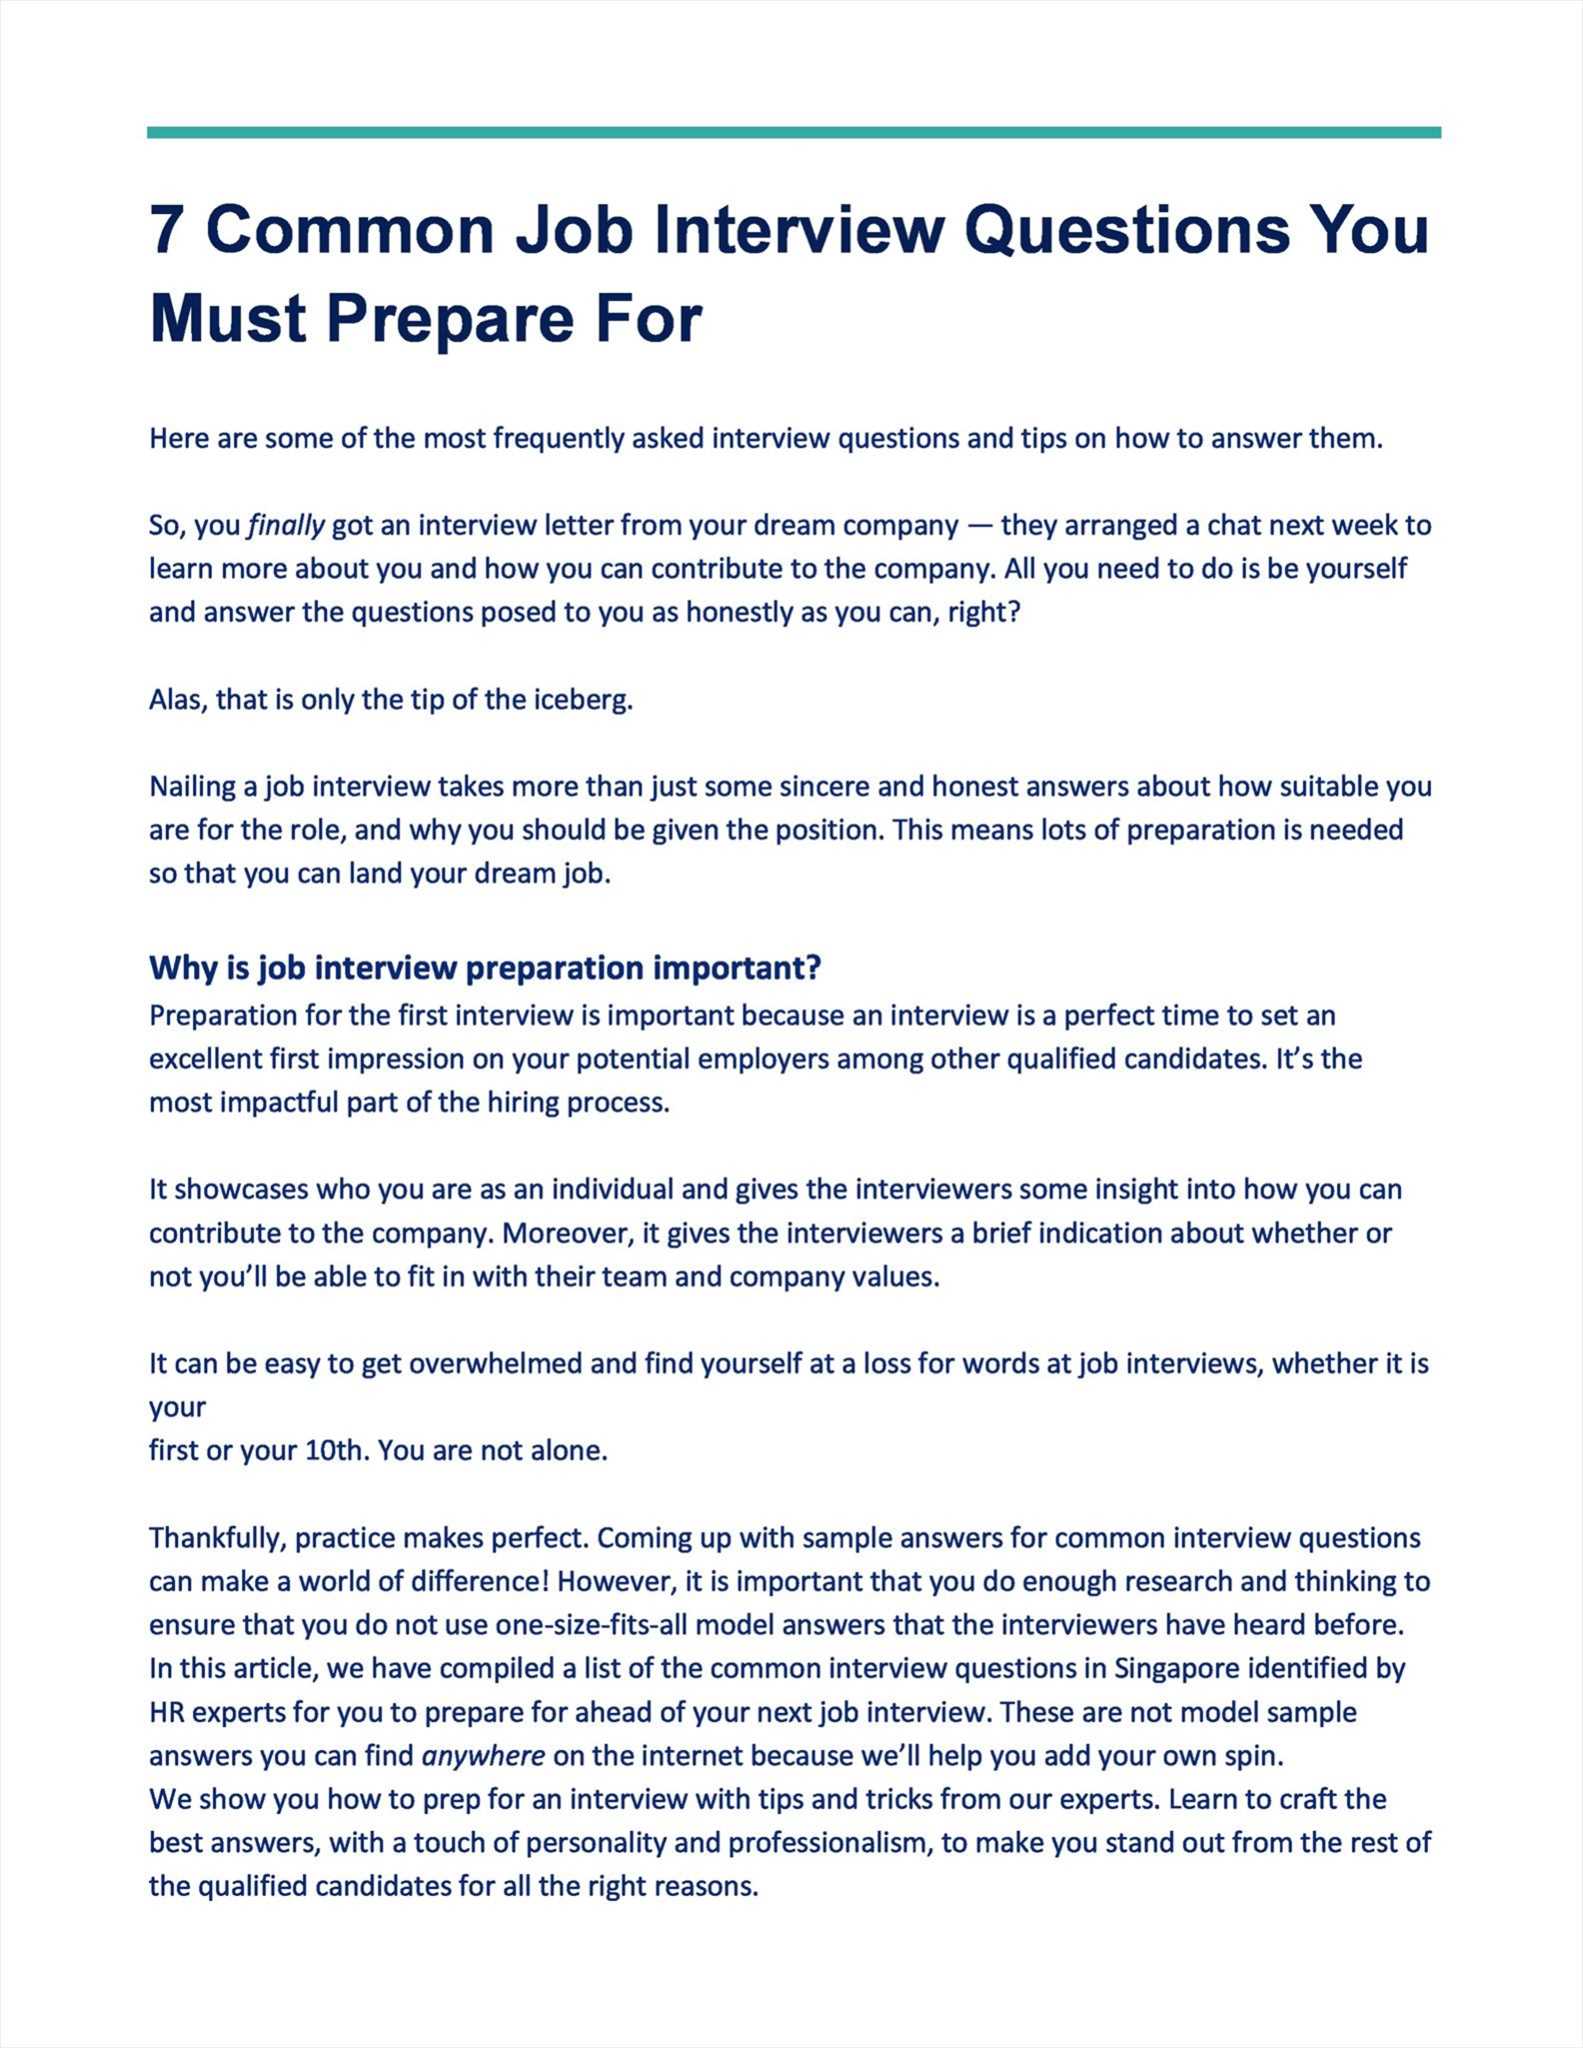 7 Common Job Interview Questions You
Must Prepare For
Here are some of the most frequently asked interview questions and tips on how to answer them.
So, you finally got an interview letter from your dream company — they arranged a chat next week to
learn more about you and how you can contribute to the company. All you need to do is be yourself
and answer the questions posed to you as honestly as you can, right?
Alas, that is only the tip of the iceberg.
Nailing a job interview takes more than just some sincere and honest answers about how suitable you
are for the role, and why you should be given the position. This means lots of preparation is needed
so that you can land your dream job.
Why is job interview preparation important?
Preparation for the first interview is important because an interview is a perfect time to set an
excellent first impression on your potential employers among other qualified candidates. It’s the
most impactful part of the hiring process.
It showcases who you are as an individual and gives the interviewers some insight into how you can
contribute to the company. Moreover, it gives the interviewers a brief indication about whether or
not you’ll be able to fit in with their team and company values.
It can be easy to get overwhelmed and find yourself at a loss for words at job interviews, whether it is
your
first or your 10th. You are not alone.
Thankfully, practice makes perfect. Coming up with sample answers for common interview questions
can make a world of difference! However, it is important that you do enough research and thinking to
ensure that you do not use one-size-fits-all model answers that the interviewers have heard before.
In this article, we have compiled a list of the common interview questions in Singapore identified by
HR experts for you to prepare for ahead of your next job interview. These are not model sample
answers you can find anywhere on the internet because we’ll help you add your own spin.
We show you how to prep for an interview with tips and tricks from our experts. Learn to craft the
best answers, with a touch of personality and professionalism, to make you stand out from the rest of
the qualified candidates for all the right reasons.